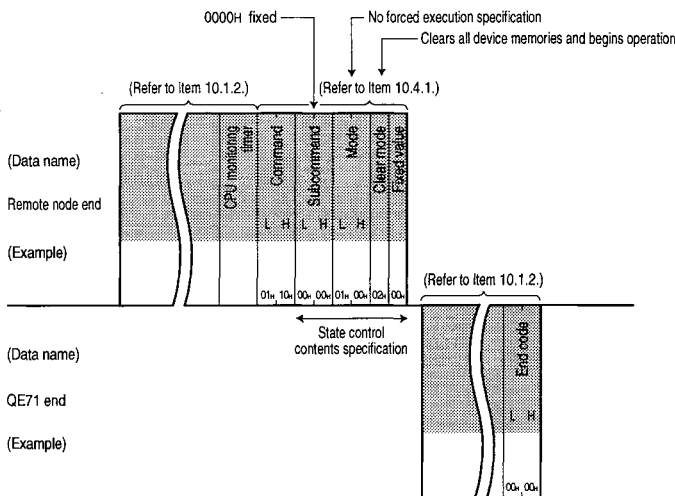 0000H fixed
No forced execution specification
Clears all device memories and begins operation
(Refer to Item 10.1.2.)
(Refer to Item 10.4.1.)
(Data name)
Remote node end
(Example)
CPU monitoring timer
Command
Subcommand
Mode
Clear mode
Fixed value
L H L H L H
01H 10H 00H 00H 01H 00H 02H 00H
State control
contents specification
(Refer to Item 10.1.2.)
(Data name)
QE71 end
(Example)
End code
L H
00H 00H